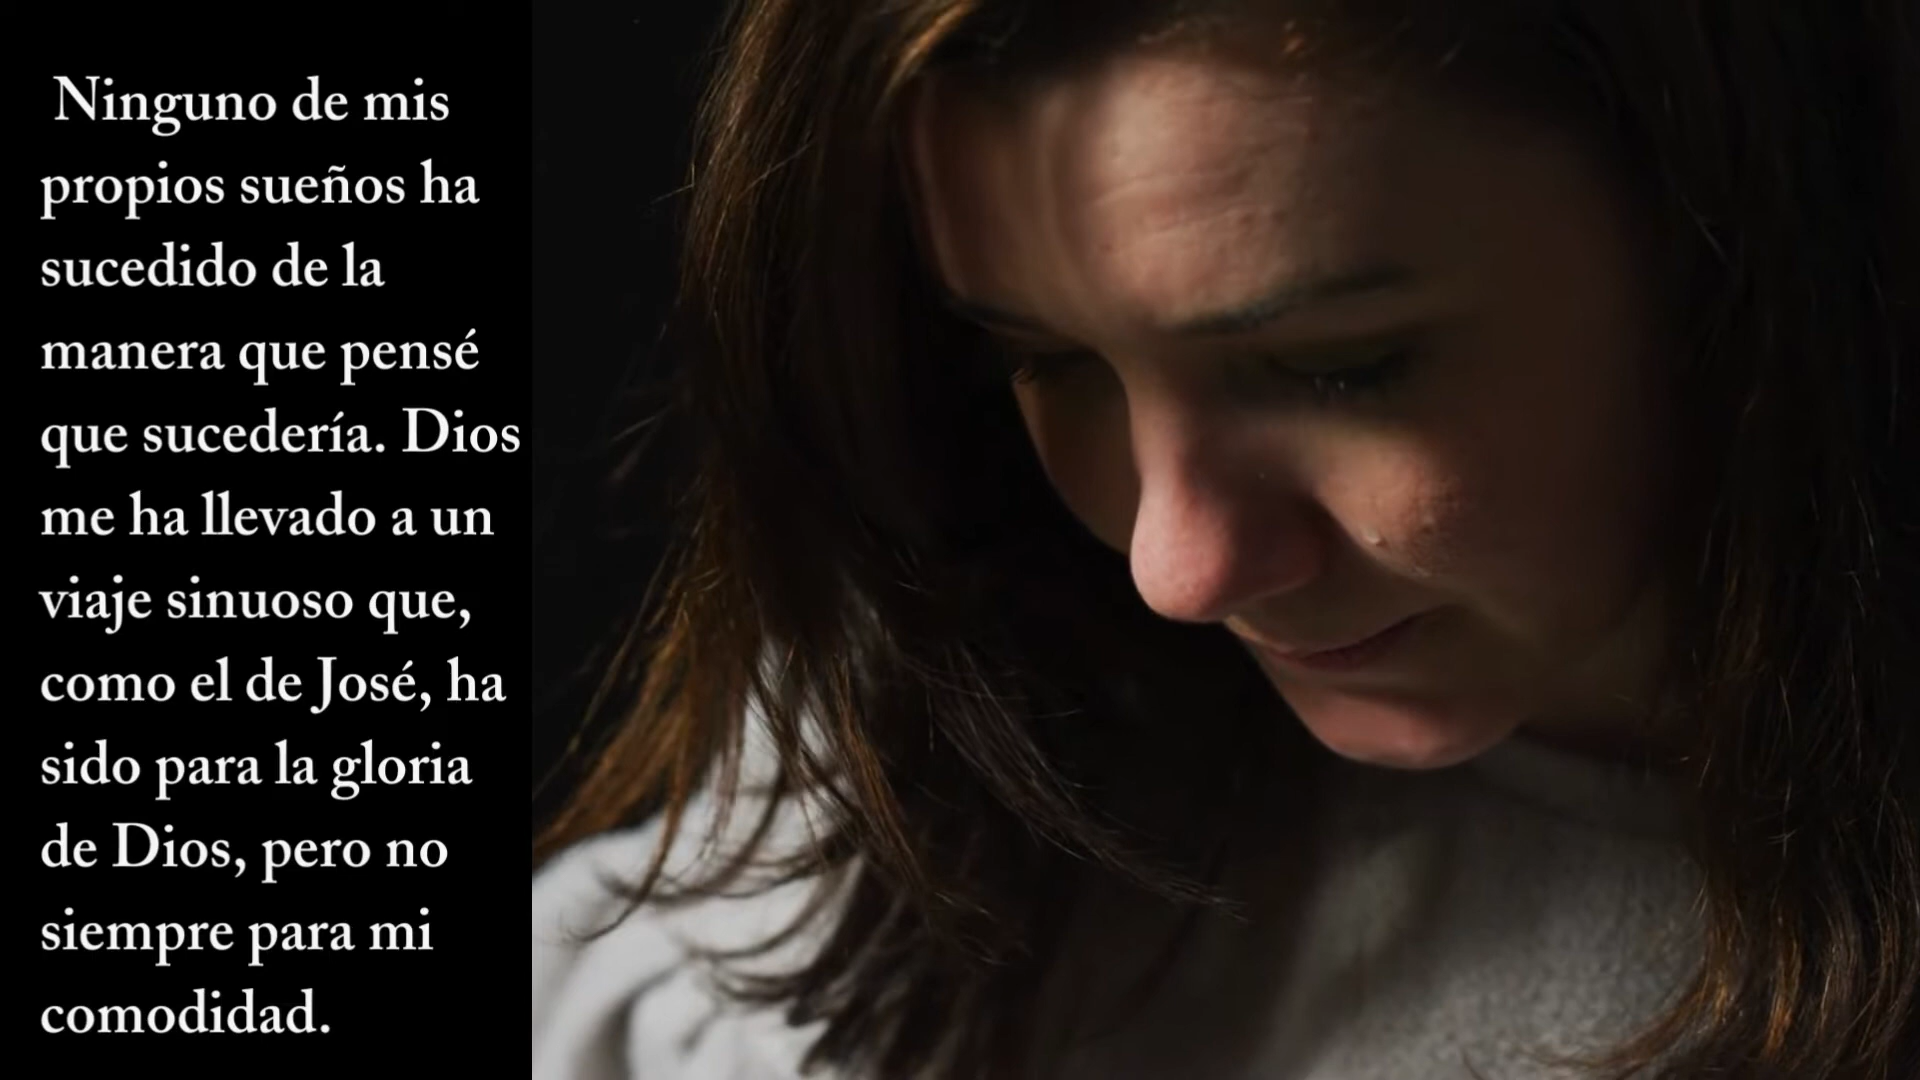 Ninguno de mis
propios sueños ha
sucedido de la
manera que pensé
que sucedería. Dios
me ha llevado a un
viaje sinuoso que,
como el de José, ha
sido para la gloria
de Dios, pero no
siempre para mi
comodidad.